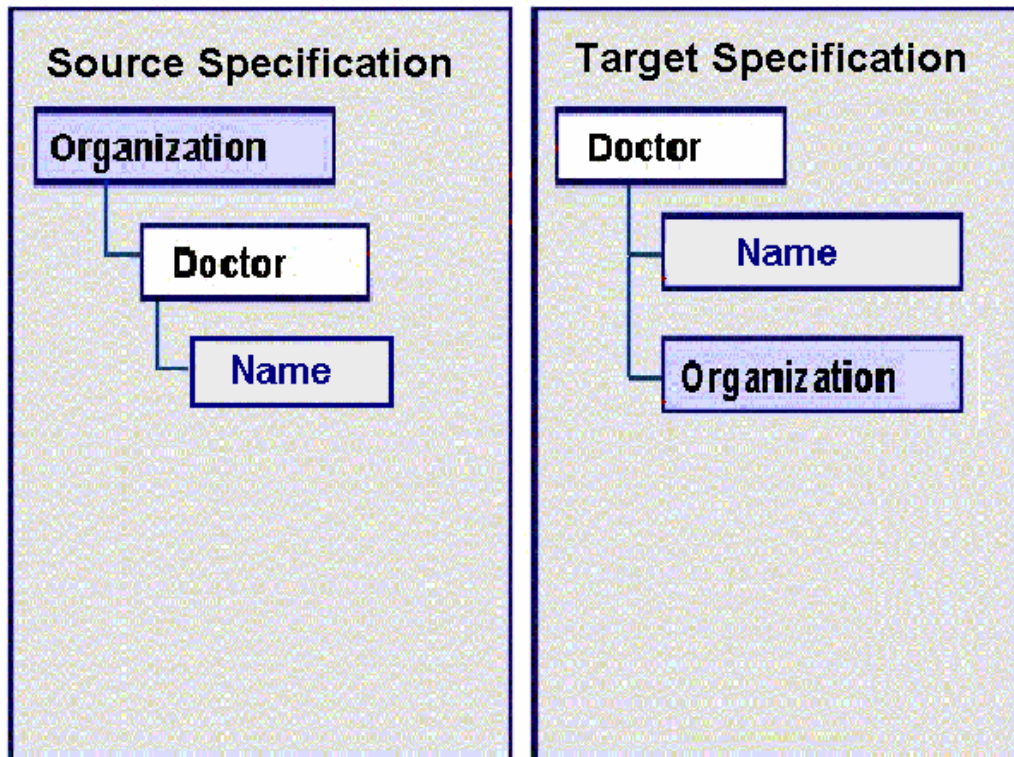 Source Specification
Organization
Doctor
Name
Target Specification
Doctor
Name
Organization